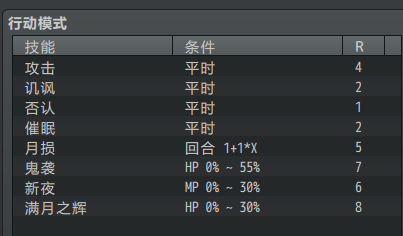 行动模式
技能 条件 R
攻击 平时 4
讥讽 平时 2
否认 平时 1
催眠 平时 2
月损 回合 1+1*X 5
鬼袭 HP 0% ~ 55% 7
新夜 MP 0% ~ 30% 6
满月之辉 HP 0% ~ 30% 8